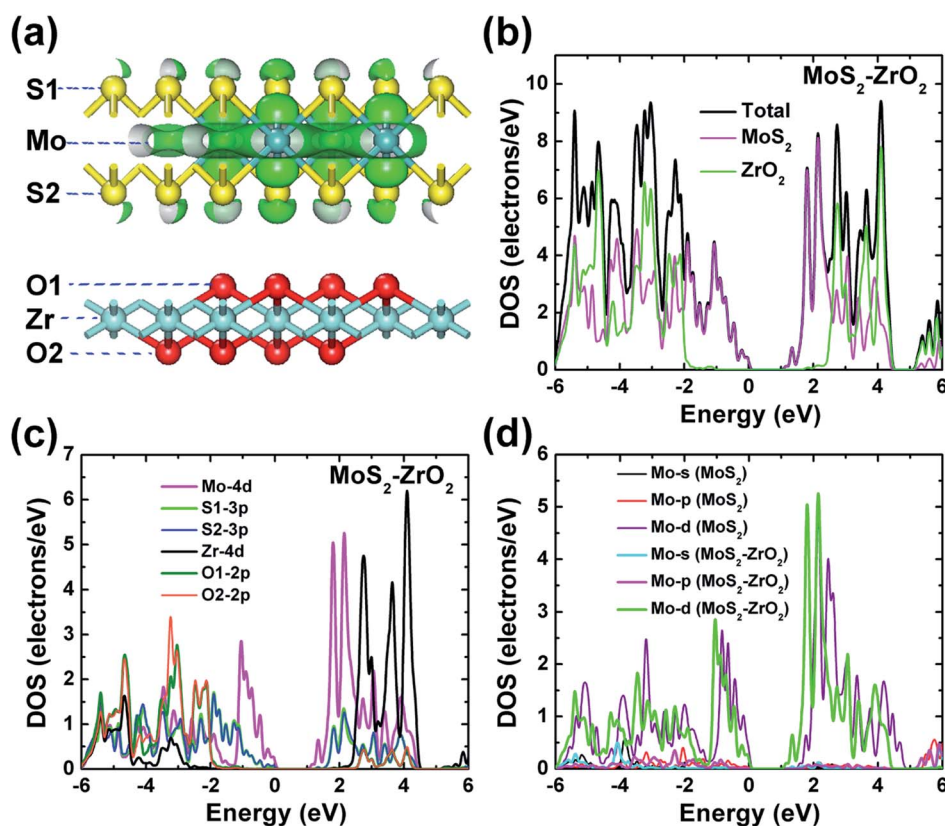 (a)
S1
Mo
S2
O1
Zr
O2
(b)
MoS₂-ZrO₂
Total
MoS₂
ZrO₂
DOS (electrons/eV)
10
8
6
4
2
0
-6 -4 -2 0 2 4 6
Energy (eV)
(c)
MoS₂-ZrO₂
Mo-4d
S1-3p
S2-3p
Zr-4d
O1-2p
O2-2p
DOS (electrons/eV)
7
6
5
4
3
2
1
0
-6 -4 -2 0 2 4 6
Energy (eV)
(d)
Mo-s (MoS₂)
Mo-p (MoS₂)
Mo-d (MoS₂)
Mo-s (MoS₂-ZrO₂)
Mo-p (MoS₂-ZrO₂)
Mo-d (MoS₂-ZrO₂)
DOS (electrons/eV)
6
5
4
3
2
1
0
-6 -4 -2 0 2 4 6
Energy (eV)